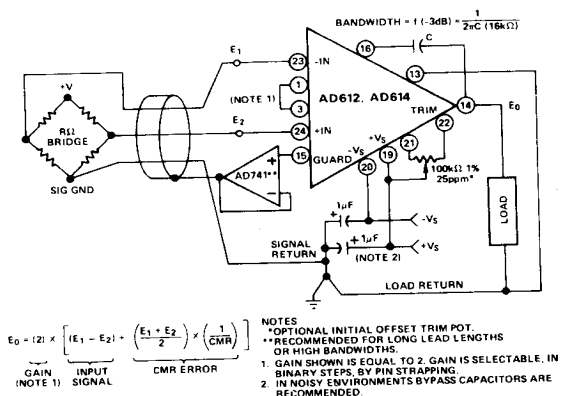 BANDWIDTH = f (-3dB) = 1 / 2πC (16kΩ)
E1
16
C
13
23
-IN
+V
1
(NOTE 1)
3
AD612, AD614
TRIM
14
E0
RΩ
BRIDGE
E2
24
+IN
22
-VS
+VS
21
SIG GND
15
GUARD
20
19
100kΩ 1%
25ppm*
AD741**
+
-
LOAD
+ 1µF
-VS
SIGNAL
RETURN
+ 1µF
(NOTE 2)
+VS
LOAD RETURN
E0 = (2) × [(E1 – E2) + (E1 + E2 / 2) × (1 / CMR)]
GAIN
(NOTE 1)
INPUT
SIGNAL
CMR ERROR
NOTES
*OPTIONAL INITIAL OFFSET TRIM POT.
**RECOMMENDED FOR LONG LEAD LENGTHS
OR HIGH BANDWIDTHS.
1. GAIN SHOWN IS EQUAL TO 2. GAIN IS SELECTABLE, IN
BINARY STEPS, BY PIN STRAPPING.
2. IN NOISY ENVIRONMENTS BYPASS CAPACITORS ARE
RECOMMENDED.